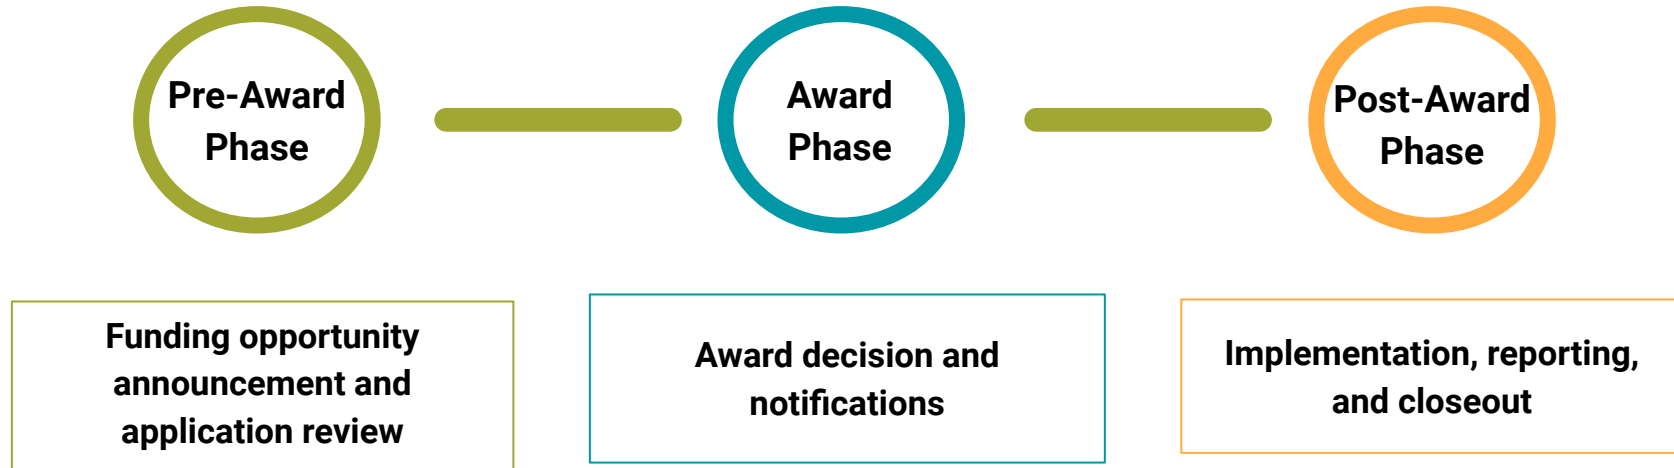 Pre-Award
Phase
Award
Phase
Post-Award
Phase
Funding opportunity
announcement and
application review
Award decision and
notifications
Implementation, reporting,
and closeout